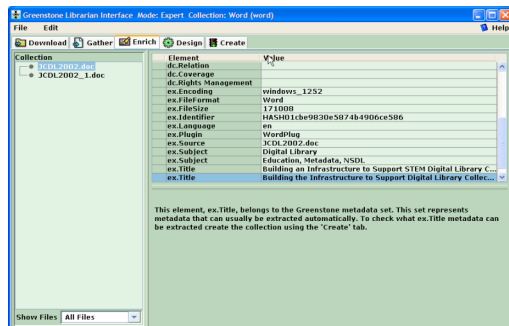 Greenstone Librarian Interface Mode: Expert Collection: Word (word)
File Edit Help
Download Gather Enrich Design Create
Collection
JCDL2002.doc
JCDL2002_1.doc
Element Value
dc.Relation
dc.Coverage
dc.Rights Management
ex.Encoding windows_1252
ex.FileFormat Word
ex.FileSize 171008
ex.Identifier HASH01cbe9830e5874b4906ce586
ex.Language en
ex.Plugin WordPlug
ex.Source JCDL2002.doc
ex.Subject Digital Library
ex.Subject Education, Metadata, NSDL
ex.Title Building an Infrastructure to Support STEM Digital Library C...
ex.Title Building the Infrastructure to Support Digital Library Collec...
This element, ex.Title, belongs to the Greenstone metadata set. This set represents
metadata that can usually be extracted automatically. To check what ex.Title metadata can
be extracted create the collection using the 'Create' tab.
Show Files All Files